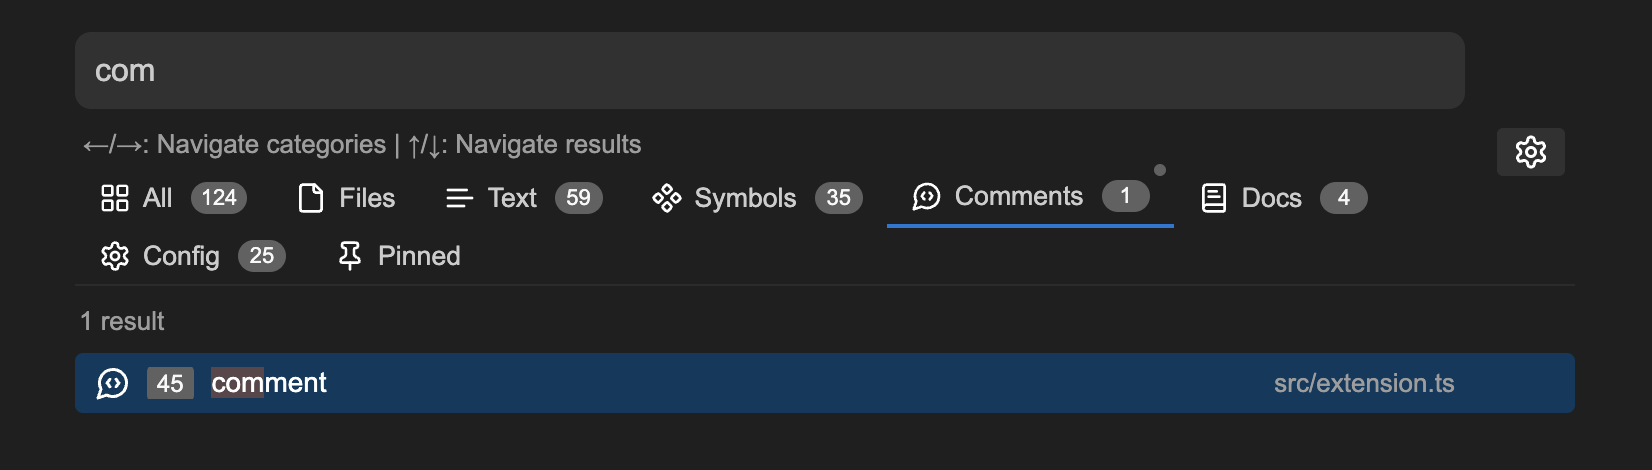 com
←/→: Navigate categories | ↑/↓: Navigate results
All 124 Files Text 59 Symbols 35 Comments 1 Docs 4
Config 25 Pinned
1 result
45 comment src/extension.ts